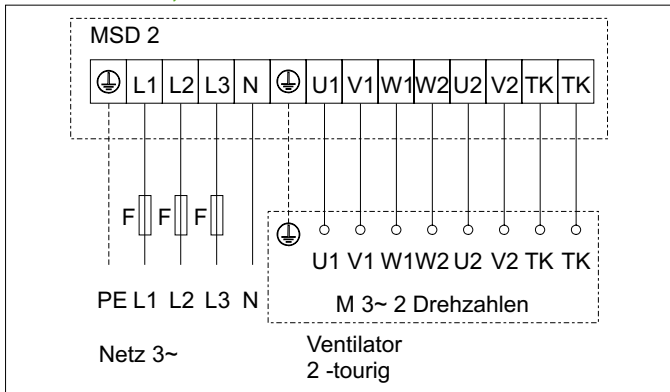 MSD 2
L1 L2 L3 N U1 V1 W1 W2 U2 V2 TK TK
F F F
U1 V1 W1 W2 U2 V2 TK TK
PE L1 L2 L3 N M 3~ 2 Drehzahlen
Netz 3~
Ventilator
2 -tourig